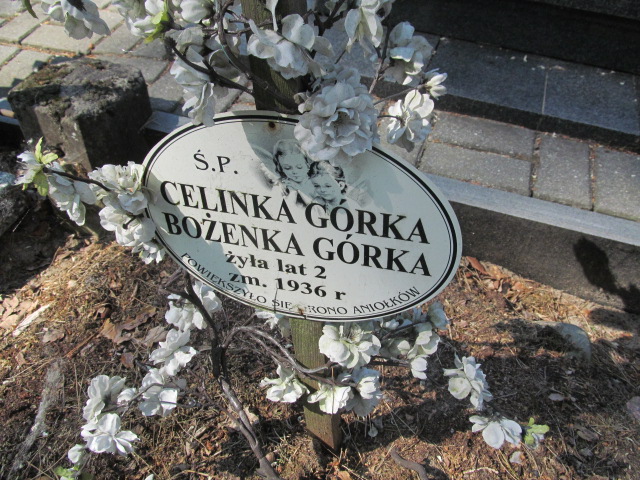 Ś.P.
CELINKA GÓRKA
BOŻENKA GÓRKA
żyła lat 2
zm. 1936 r
POWIĘKSZYŁO SIĘ GRONO ANIOŁKÓW